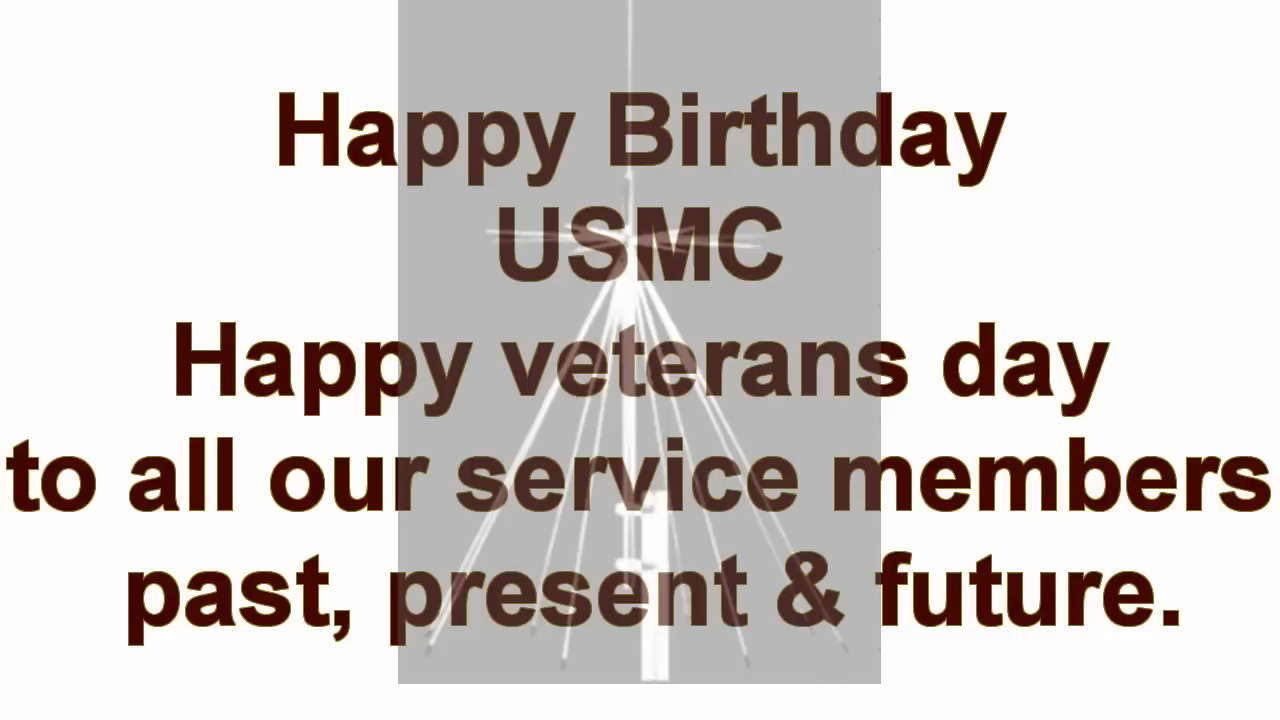 Happy Birthday
USMC
Happy veterans day
to all our service members
past, present & future.